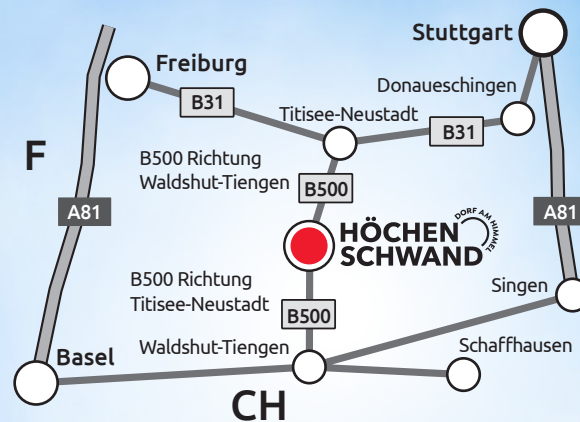 Stuttgart
Freiburg
Donaueschingen
B31
Titisee-Neustadt
B31
F
B500 Richtung
Waldshut-Tiengen
B500
A81
A81
DORF AM HIMMEL
HÖCHEN
SCHWAND
B500 Richtung
Titisee-Neustadt
Singen
B500
Waldshut-Tiengen
Schaffhausen
Basel
CH